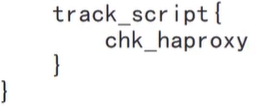 track_script{
chk_haproxy
}
}